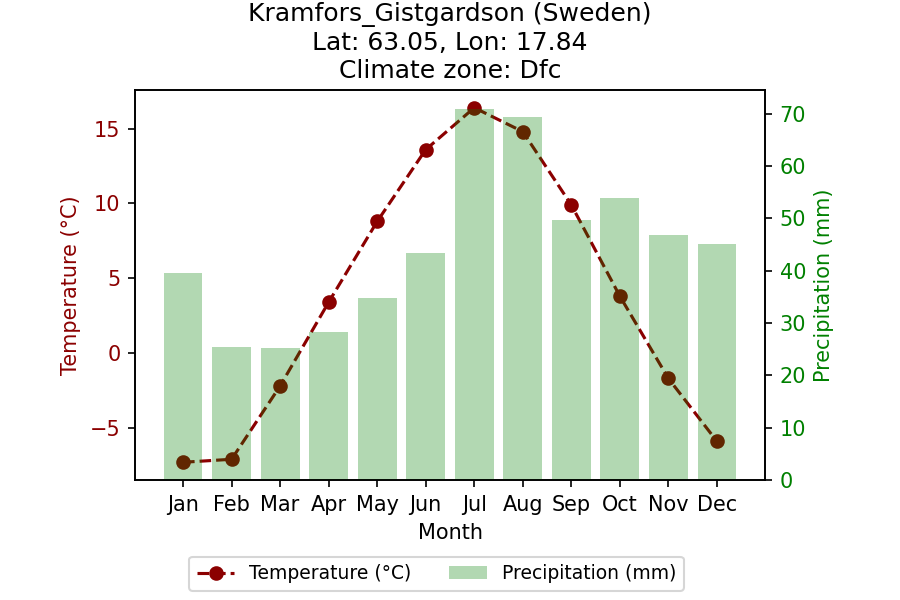 Kramfors_Gistgardson (Sweden)
Lat: 63.05, Lon: 17.84
Climate zone: Dfc
Temperature (°C)
15
10
5
0
−5
70
60
50
40
30
20
10
0
Precipitation (mm)
Jan Feb Mar Apr May Jun Jul Aug Sep Oct Nov Dec
Month
Temperature (°C) Precipitation (mm)